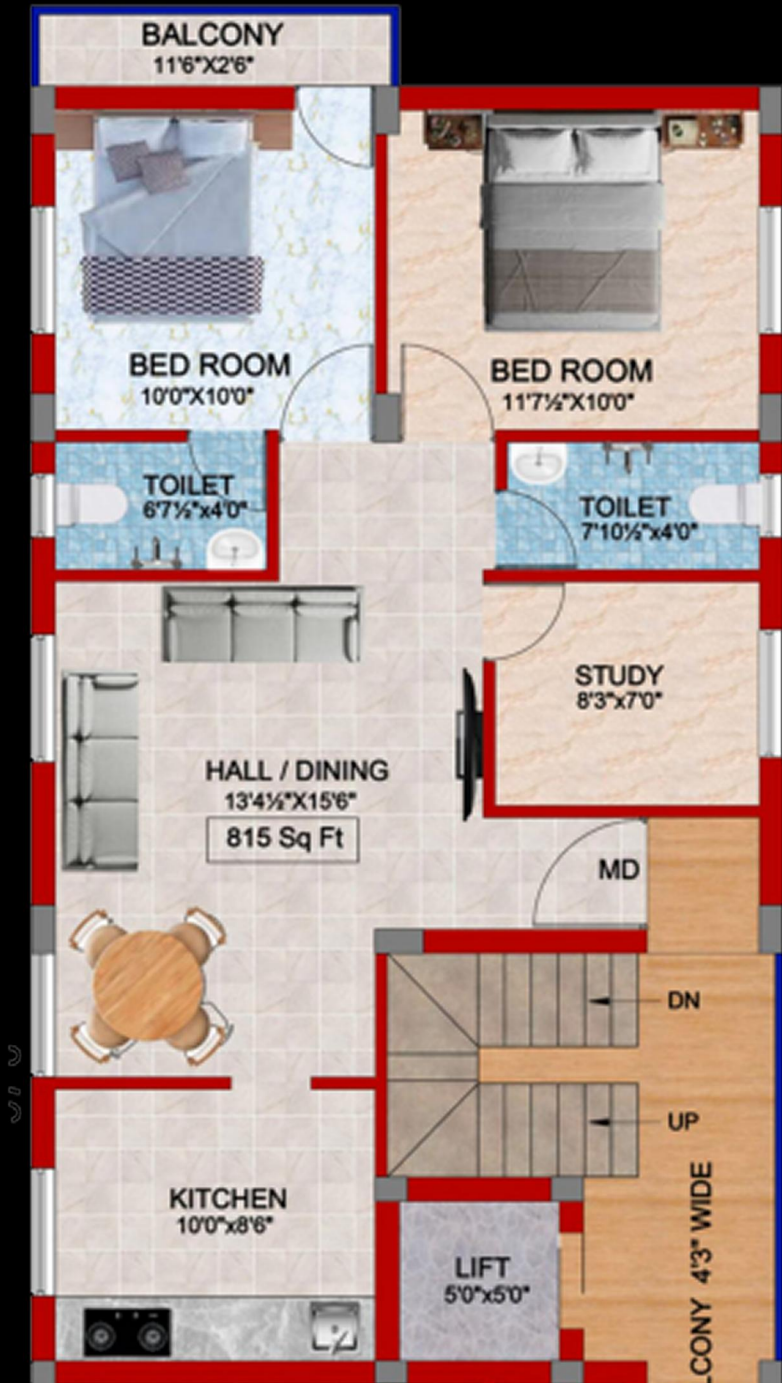 BALCONY
11'6"X2'6"
BED ROOM
10'0"X10'0"
BED ROOM
11'7½"X10'0"
TOILET
6'7½"x4'0"
TOILET
7'10½"x4'0"
STUDY
8'3"x7'0"
HALL / DINING
13'4½"X15'6"
815 Sq Ft
MD
DN
UP
KITCHEN
10'0"x8'6"
LIFT
5'0"x5'0"
LCONY 4'3" WIDE